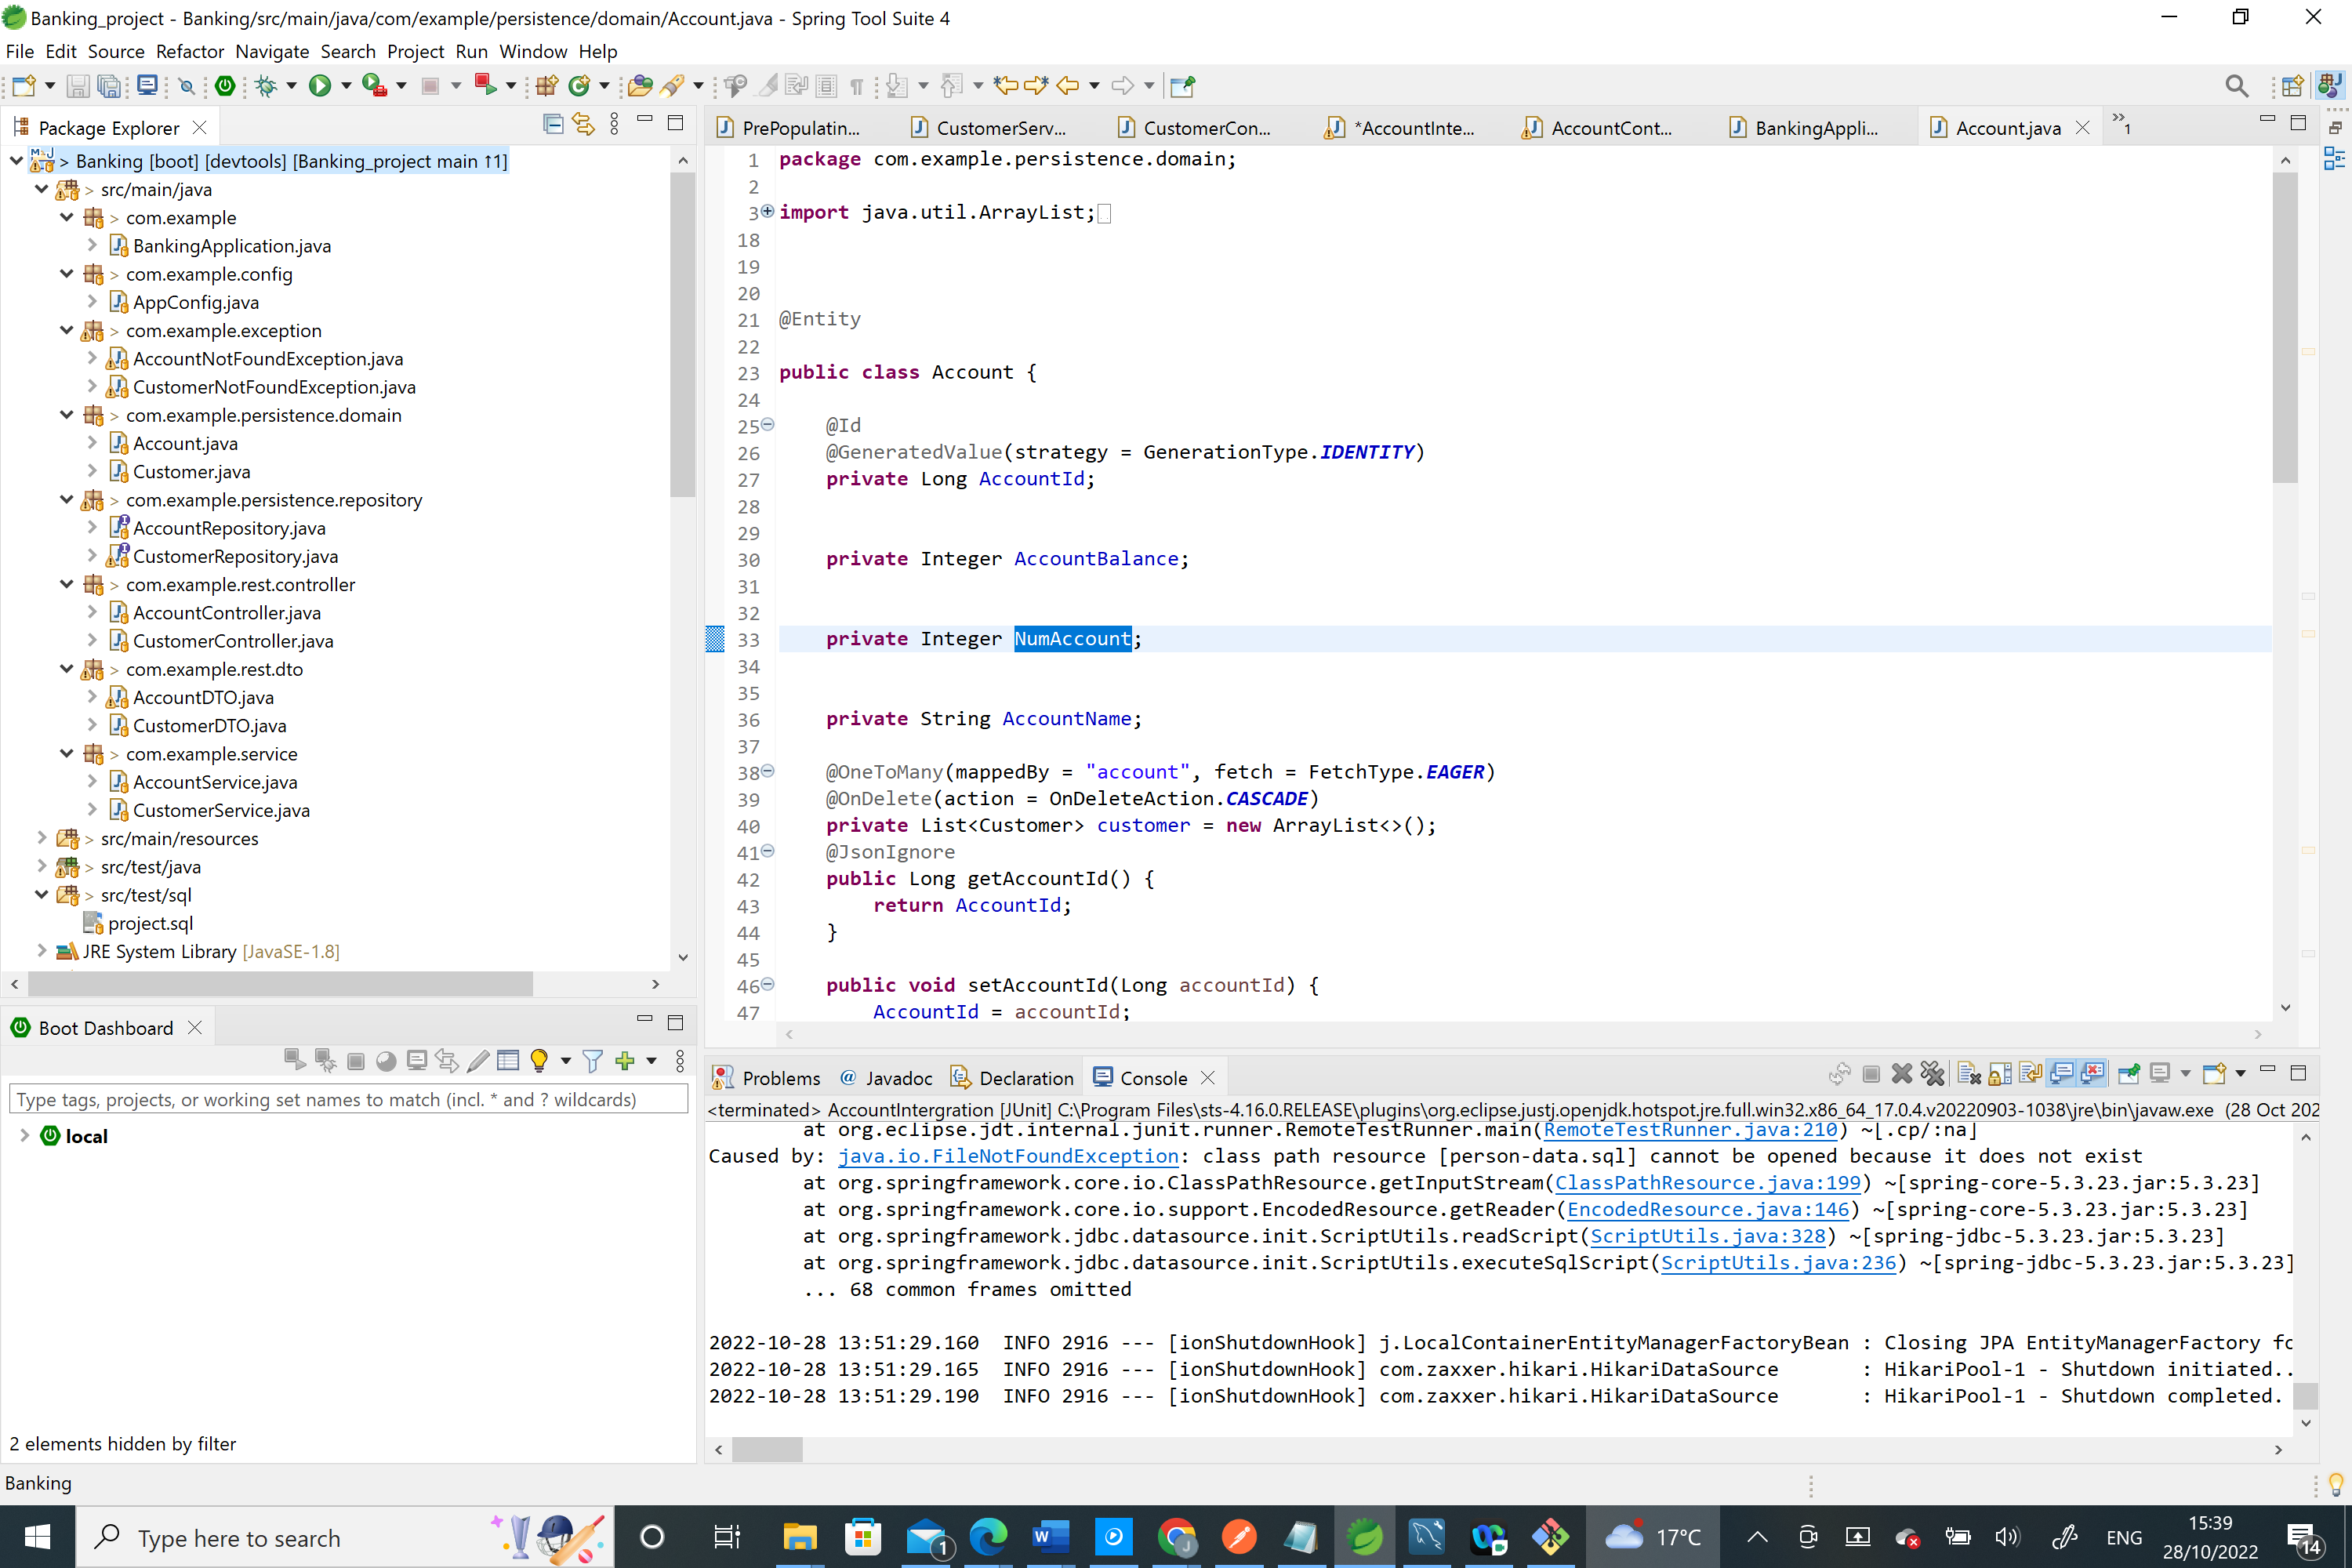 Banking_project - Banking/src/main/java/com/example/persistence/domain/Account.java - Spring Tool Suite 4
File Edit Source Refactor Navigate Search Project Run Window Help
Package Explorer
> Banking [boot] [devtools] [Banking_project main ↑1]
> src/main/java
> com.example
BankingApplication.java
> com.example.config
AppConfig.java
> com.example.exception
AccountNotFoundException.java
CustomerNotFoundException.java
> com.example.persistence.domain
Account.java
Customer.java
> com.example.persistence.repository
AccountRepository.java
CustomerRepository.java
> com.example.rest.controller
AccountController.java
CustomerController.java
> com.example.rest.dto
AccountDTO.java
CustomerDTO.java
> com.example.service
AccountService.java
CustomerService.java
> src/main/resources
> src/test/java
> src/test/sql
project.sql
JRE System Library [JavaSE-1.8]
Boot Dashboard
Type tags, projects, or working set names to match (incl. * and ? wildcards)
local
2 elements hidden by filter
PrePopulatin... CustomerServ... CustomerCon... *AccountInte... AccountCont... BankingAppli... Account.java »1
1 package com.example.persistence.domain;
2
3 import java.util.ArrayList;
18
19
20
21 @Entity
22
23 public class Account {
24
25 @Id
26 @GeneratedValue(strategy = GenerationType.IDENTITY)
27 private Long AccountId;
28
29
30 private Integer AccountBalance;
31
32
33 private Integer NumAccount;
34
35
36 private String AccountName;
37
38 @OneToMany(mappedBy = "account", fetch = FetchType.EAGER)
39 @OnDelete(action = OnDeleteAction.CASCADE)
40 private List<Customer> customer = new ArrayList<>();
41 @JsonIgnore
42 public Long getAccountId() {
43 return AccountId;
44 }
45
46 public void setAccountId(Long accountId) {
47 AccountId = accountId;
Problems @ Javadoc Declaration Console
<terminated> AccountIntergration [JUnit] C:\Program Files\sts-4.16.0.RELEASE\plugins\org.eclipse.justj.openjdk.hotspot.jre.full.win32.x86_64_17.0.4.v20220903-1038\jre\bin\javaw.exe (28 Oct 202
at org.eclipse.jdt.internal.junit.runner.RemoteTestRunner.main(RemoteTestRunner.java:210) ~[.cp/:na]
Caused by: java.io.FileNotFoundException: class path resource [person-data.sql] cannot be opened because it does not exist
at org.springframework.core.io.ClassPathResource.getInputStream(ClassPathResource.java:199) ~[spring-core-5.3.23.jar:5.3.23]
at org.springframework.core.io.support.EncodedResource.getReader(EncodedResource.java:146) ~[spring-core-5.3.23.jar:5.3.23]
at org.springframework.jdbc.datasource.init.ScriptUtils.readScript(ScriptUtils.java:328) ~[spring-jdbc-5.3.23.jar:5.3.23]
at org.springframework.jdbc.datasource.init.ScriptUtils.executeSqlScript(ScriptUtils.java:236) ~[spring-jdbc-5.3.23.jar:5.3.23]
... 68 common frames omitted
2022-10-28 13:51:29.160 INFO 2916 --- [ionShutdownHook] j.LocalContainerEntityManagerFactoryBean : Closing JPA EntityManagerFactory fo
2022-10-28 13:51:29.165 INFO 2916 --- [ionShutdownHook] com.zaxxer.hikari.HikariDataSource : HikariPool-1 - Shutdown initiated..
2022-10-28 13:51:29.190 INFO 2916 --- [ionShutdownHook] com.zaxxer.hikari.HikariDataSource : HikariPool-1 - Shutdown completed.
Banking
Type here to search
1
17°C
ENG
15:39
28/10/2022
14